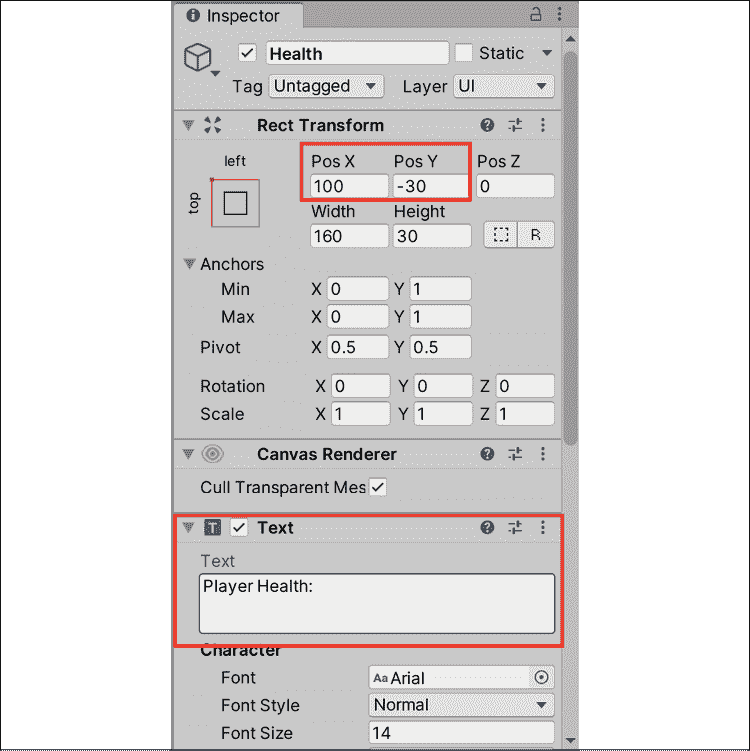 Inspector
Health Static
Tag Untagged Layer UI
Rect Transform
left
Pos X Pos Y Pos Z
top
100 -30 0
Width Height
160 30 R
Anchors
Min X 0 Y 1
Max X 0 Y 1
Pivot X 0.5 Y 0.5
Rotation X 0 Y 0 Z 0
Scale X 1 Y 1 Z 1
Canvas Renderer
Cull Transparent Mes
T Text
Text
Player Health:
Character
Font Aa Arial
Font Style Normal
Font Size 14